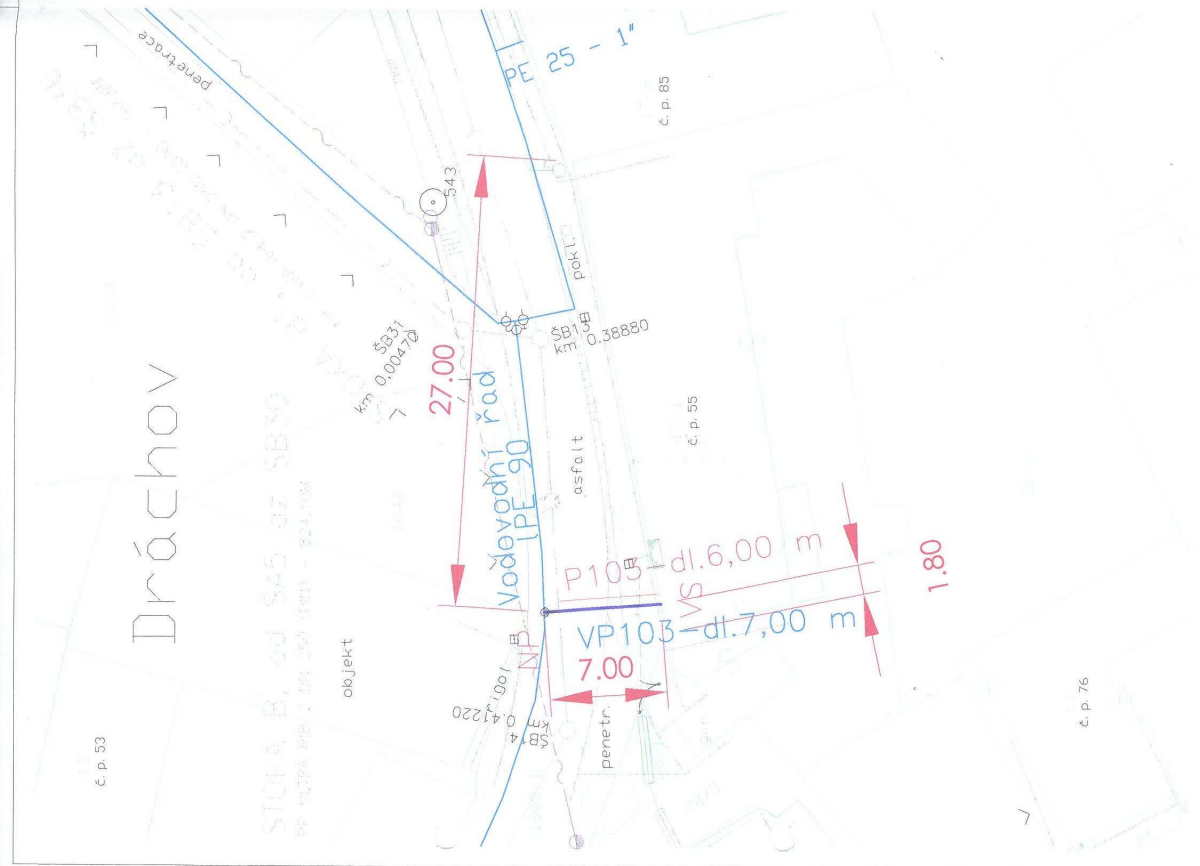 Dráchov
penetrace
PE 25 - 1"
č.p. 85
543
pokl.
ŠB31
km 0,00470
ŠB13
km 0.38880
27.00
Vodovodní řad
lPE 90
asfalt
č.p. 55
P103-dl.6,00 m
VS
1.80
VP103-dl.7,00 m
7.00
NP
rigol
ŠB14
km 0.41220
penetr.
objekt
č.p. 53
č.p. 76